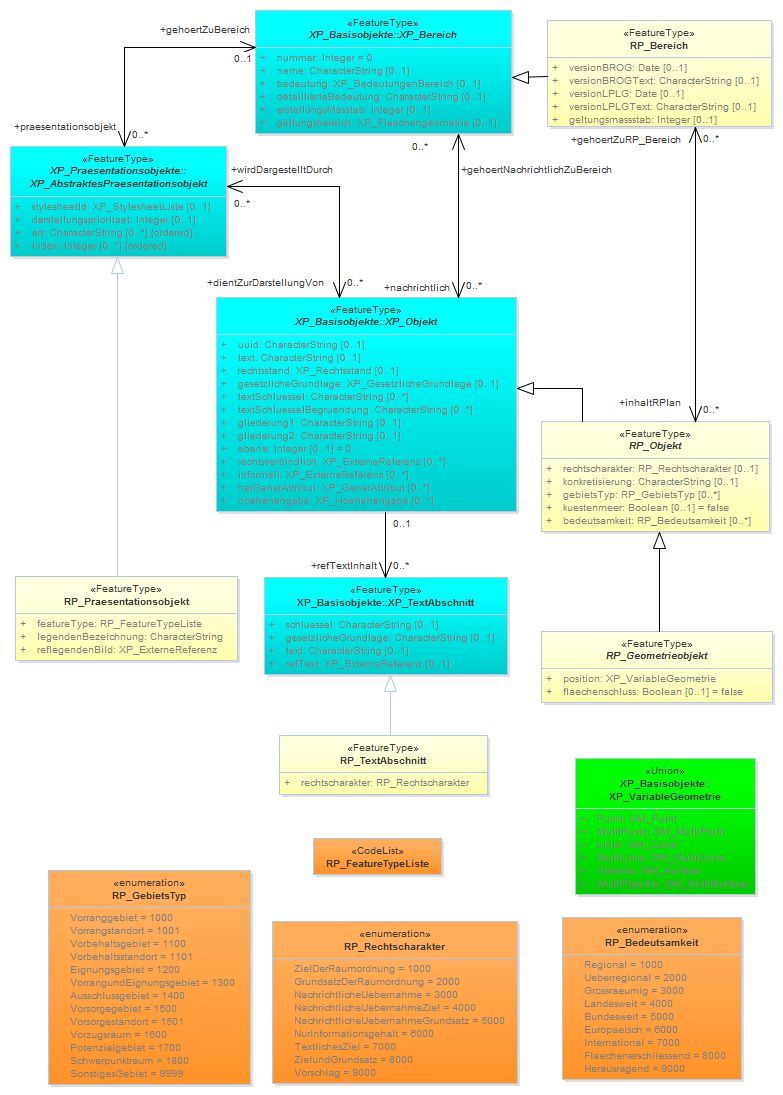 «FeatureType»
XP_Basisobjekte::XP_Bereich
+ nummer: Integer = 0
+ name: CharacterString [0..1]
+ bedeutung: XP_BedeutungenBereich [0..1]
+ detaillierteBedeutung: CharacterString [0..1]
+ erstellungsMasstab: Integer [0..1]
+ geltungsbereich: XP_Flaechengeometrie [0..1]
«FeatureType»
RP_Bereich
+ versionBROG: Date [0..1]
+ versionBROGText: CharacterString [0..1]
+ versionLPLG: Date [0..1]
+ versionLPLGText: CharacterString [0..1]
+ geltungsmassstab: Integer [0..1]
+gehoertZuBereich
0..1
+praesentationsobjekt
0..*
0..*
+gehoertZuRP_Bereich
0..*
«FeatureType»
XP_Praesentationsobjekte::
XP_AbstraktesPraesentationsobjekt
+ stylesheetId: XP_StylesheetListe [0..1]
+ darstellungsprioritaet: Integer [0..1]
+ art: CharacterString [0..*] {ordered}
+ index: Integer [0..*] {ordered}
+wirdDargestelltDurch
0..*
+gehoertNachrichtlichZuBereich
+dientZurDarstellungVon
0..*
+nachrichtlich
0..*
«FeatureType»
XP_Basisobjekte::XP_Objekt
+ uuid: CharacterString [0..1]
+ text: CharacterString [0..1]
+ rechtsstand: XP_Rechtsstand [0..1]
+ gesetzlicheGrundlage: XP_GesetzlicheGrundlage [0..1]
+ textSchluessel: CharacterString [0..*]
+ textSchluesselBegruendung: CharacterString [0..*]
+ gliederung1: CharacterString [0..1]
+ gliederung2: CharacterString [0..1]
+ ebene: Integer [0..1] = 0
+ rechtsverbindlich: XP_ExterneReferenz [0..*]
+ informell: XP_ExterneReferenz [0..*]
+ hatGenerAttribut: XP_GenerAttribut [0..*]
+ hoehenangabe: XP_Hoehenangabe [0..*]
+inhaltRPlan
0..*
«FeatureType»
RP_Objekt
+ rechtscharakter: RP_Rechtscharakter [0..1]
+ konkretisierung: CharacterString [0..1]
+ gebietsTyp: RP_GebietsTyp [0..*]
+ kuestenmeer: Boolean [0..1] = false
+ bedeutsamkeit: RP_Bedeutsamkeit [0..*]
0..1
+refTextInhalt
0..*
«FeatureType»
RP_Praesentationsobjekt
+ featureType: RP_FeatureTypeListe
+ legendenBezeichnung: CharacterString
+ reflegendenBild: XP_ExterneReferenz
«FeatureType»
XP_Basisobjekte::XP_TextAbschnitt
+ schluessel: CharacterString [0..1]
+ gesetzlicheGrundlage: CharacterString [0..1]
+ text: CharacterString [0..1]
+ refText: XP_ExterneReferenz [0..1]
«FeatureType»
RP_Geometrieobjekt
+ position: XP_VariableGeometrie
+ flaechenschluss: Boolean [0..1] = false
«FeatureType»
RP_TextAbschnitt
+ rechtscharakter: RP_Rechtscharakter
«Union»
XP_Basisobjekte::
XP_VariableGeometrie
+ Punkt: GM_Point
+ MultiPunkt: GM_MultiPoint
+ Linie: GM_Curve
+ MultiLinie: GM_MultiCurve
+ Flaeche: GM_Surface
+ MultiFlaeche: GM_MultiSurface
«CodeList»
RP_FeatureTypeListe
«enumeration»
RP_GebietsTyp
Vorranggebiet = 1000
Vorrangstandort = 1001
Vorbehaltsgebiet = 1100
Vorbehaltsstandort = 1101
Eignungsgebiet = 1200
VorrangundEignungsgebiet = 1300
Ausschlussgebiet = 1400
Vorsorgegebiet = 1500
Vorsorgestandort = 1501
Vorzugsraum = 1600
Potenzialgebiet = 1700
Schwerpunktraum = 1800
SonstigesGebiet = 9999
«enumeration»
RP_Rechtscharakter
ZielDerRaumordnung = 1000
GrundsatzDerRaumordnung = 2000
NachrichtlicheUebernahme = 3000
NachrichtlicheUebernahmeZiel = 4000
NachrichtlicheUebernahmeGrundsatz = 5000
NurInformationsgehalt = 6000
TextlichesZiel = 7000
ZielundGrundsatz = 8000
Vorschlag = 9000
«enumeration»
RP_Bedeutsamkeit
Regional = 1000
Ueberregional = 2000
Grossraeumig = 3000
Landesweit = 4000
Bundesweit = 5000
Europaeisch = 6000
International = 7000
Flaechenerschliessend = 8000
Herausragend = 9000